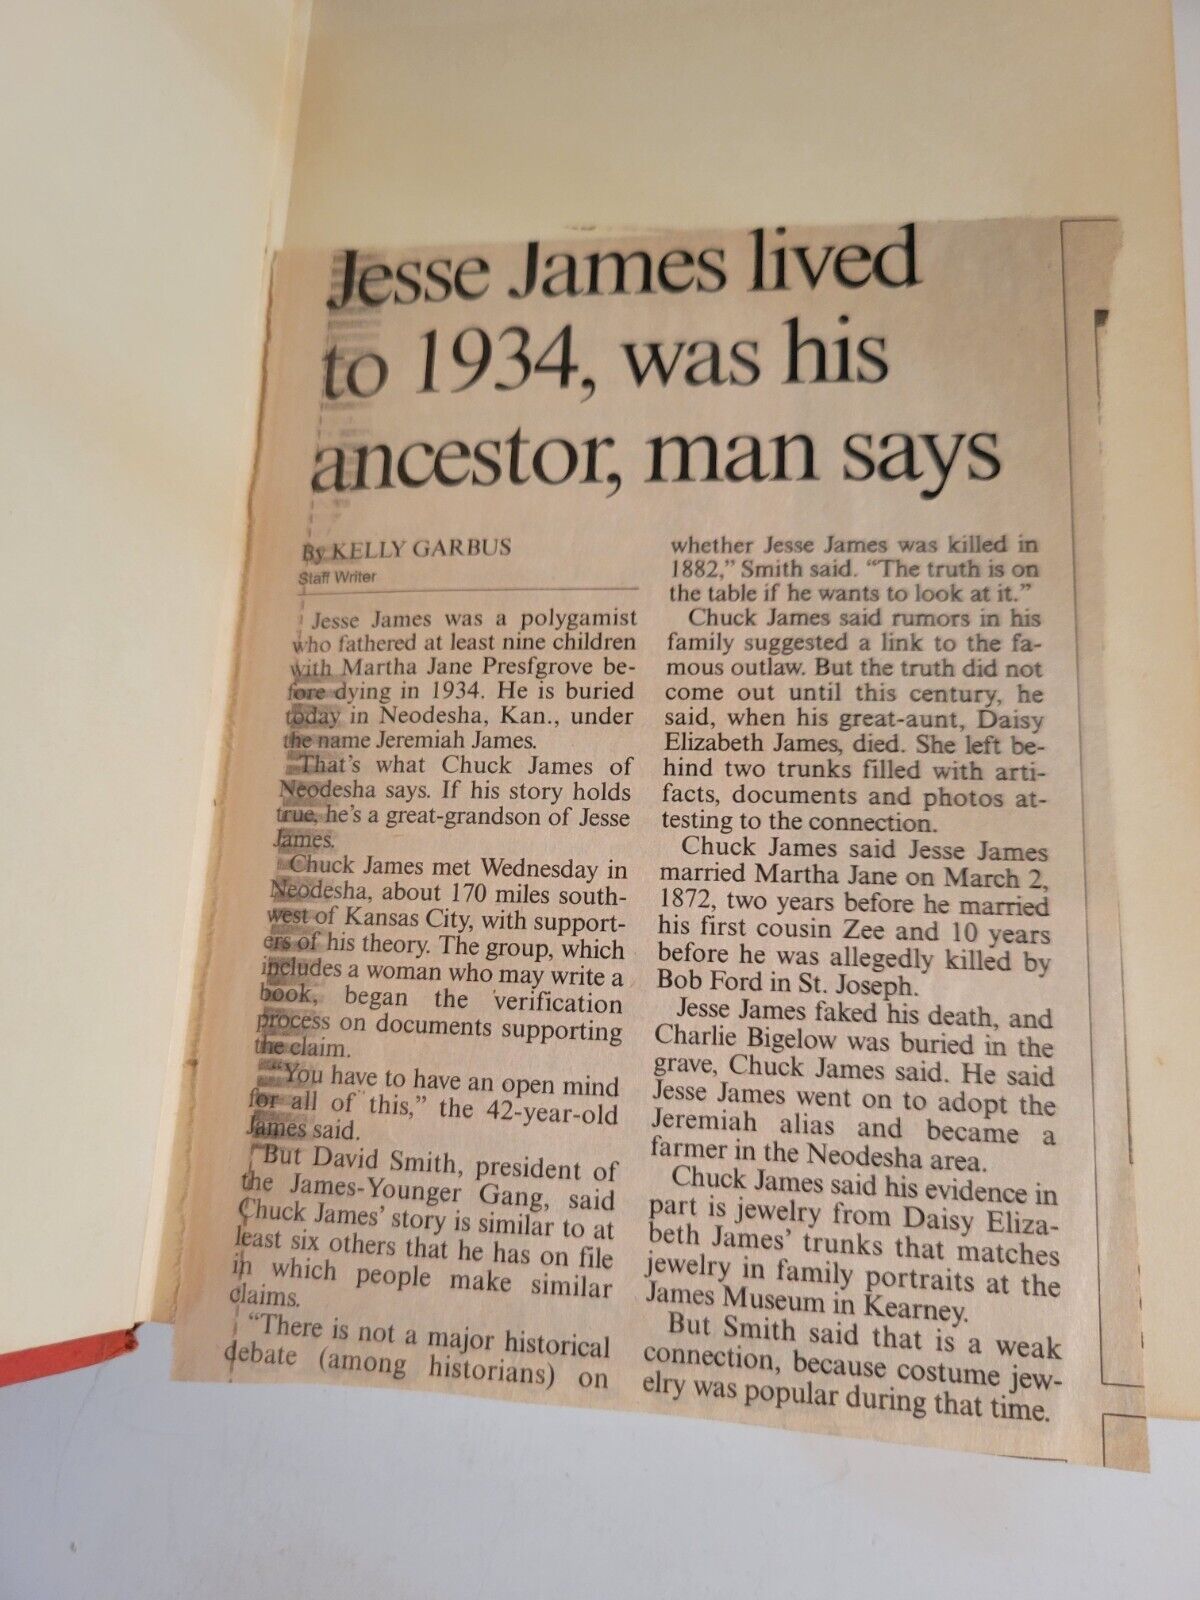 Jesse James lived
to 1934, was his
ancestor, man says
By KELLY GARBUS
Staff Writer
Jesse James was a polygamist
who fathered at least nine children
with Martha Jane Presfgrove be-
fore dying in 1934. He is buried
today in Neodesha, Kan., under
the name Jeremiah James.
That's what Chuck James of
Neodesha says. If his story holds
true, he's a great-grandson of Jesse
James.
Chuck James met Wednesday in
Neodesha, about 170 miles south-
west of Kansas City, with support-
ers of his theory. The group, which
includes a woman who may write a
book, began the verification
process on documents supporting
the claim.
"You have to have an open mind
for all of this," the 42-year-old
James said.
But David Smith, president of
the James-Younger Gang, said
Chuck James' story is similar to at
least six others that he has on file
in which people make similar
claims.
"There is not a major historical
debate (among historians) on
whether Jesse James was killed in
1882," Smith said. "The truth is on
the table if he wants to look at it."
Chuck James said rumors in his
family suggested a link to the fa-
mous outlaw. But the truth did not
come out until this century, he
said, when his great-aunt, Daisy
Elizabeth James, died. She left be-
hind two trunks filled with arti-
facts, documents and photos at-
testing to the connection.
Chuck James said Jesse James
married Martha Jane on March 2,
1872, two years before he married
his first cousin Zee and 10 years
before he was allegedly killed by
Bob Ford in St. Joseph.
Jesse James faked his death, and
Charlie Bigelow was buried in the
grave, Chuck James said. He said
Jesse James went on to adopt the
Jeremiah alias and became a
farmer in the Neodesha area.
Chuck James said his evidence in
part is jewelry from Daisy Eliza-
beth James' trunks that matches
jewelry in family portraits at the
James Museum in Kearney.
But Smith said that is a weak
connection, because costume jew-
elry was popular during that time.